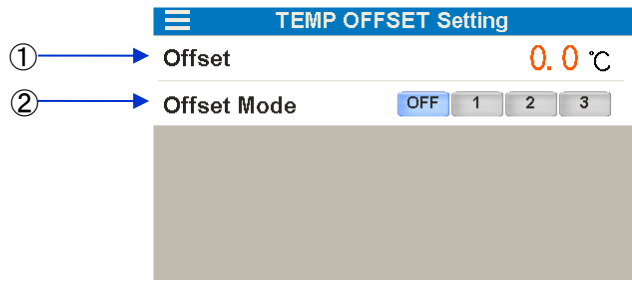 TEMP OFFSET Setting
① Offset 0.0 ℃
② Offset Mode OFF 1 2 3